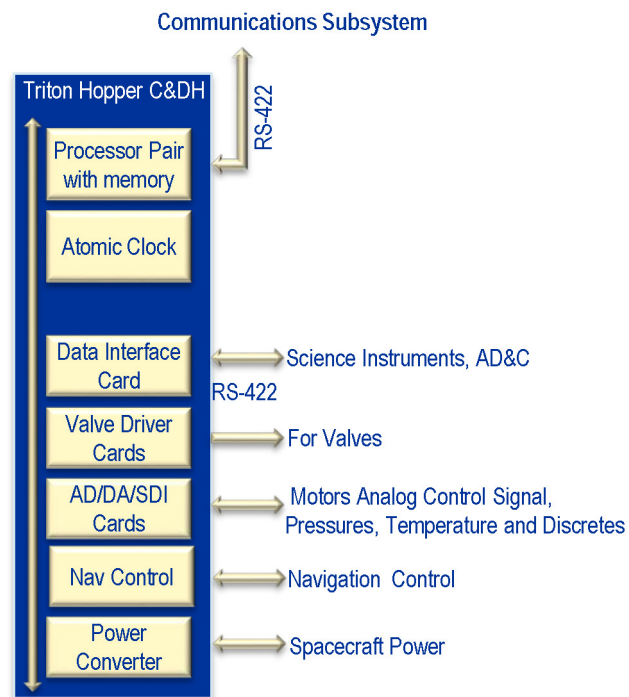 Communications Subsystem
Triton Hopper C&DH
RS-422
Processor Pair
with memory
Atomic Clock
Data Interface
Card
Science Instruments, AD&C
RS-422
Valve Driver
Cards
For Valves
AD/DA/SDI
Cards
Motors Analog Control Signal,
Pressures, Temperature and Discretes
Nav Control
Navigation Control
Power
Converter
Spacecraft Power